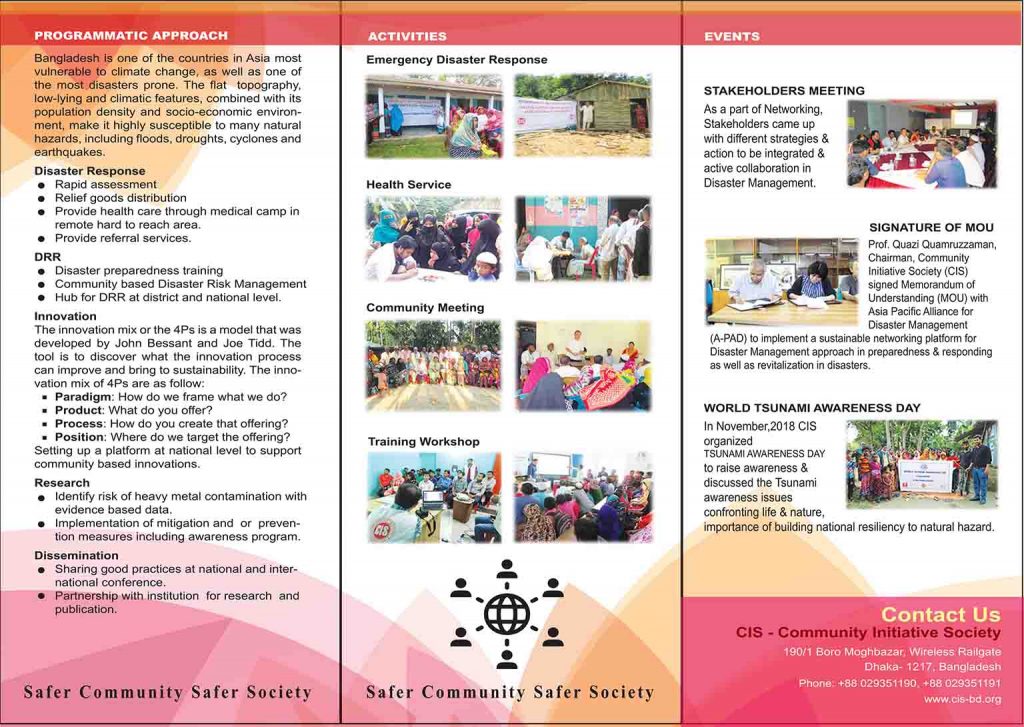 PROGRAMMATIC APPROACH
Bangladesh is one of the countries in Asia most
vulnerable to climate change, as well as one of
the most disasters prone. The flat topography,
low-lying and climatic features, combined with its
population density and socio-economic environ-
ment, make it highly susceptible to many natural
hazards, including floods, droughts, cyclones and
earthquakes.
Disaster Response
● Rapid assessment
● Relief goods distribution
● Provide health care through medical camp in
remote hard to reach area.
● Provide referral services.
DRR
● Disaster preparedness training
● Community based Disaster Risk Management
● Hub for DRR at district and national level.
Innovation
The innovation mix or the 4Ps is a model that was
developed by John Bessant and Joe Tidd. The
tool is to discover what the innovation process
can improve and bring to sustainability. The inno-
vation mix of 4Ps are as follow:
▪ Paradigm: How do we frame what we do?
▪ Product: What do you offer?
▪ Process: How do you create that offering?
▪ Position: Where do we target the offering?
Setting up a platform at national level to support
community based innovations.
Research
● Identify risk of heavy metal contamination with
evidence based data.
● Implementation of mitigation and or preven-
tion measures including awareness program.
Dissemination
● Sharing good practices at national and inter-
national conference.
● Partnership with institution for research and
publication.
Safer Community Safer Society
ACTIVITIES
Emergency Disaster Response
Health Service
Community Meeting
Training Workshop
CIS
Safer Community Safer Society
EVENTS
STAKEHOLDERS MEETING
As a part of Networking,
Stakeholders came up
with different strategies &
action to be integrated &
active collaboration in
Disaster Management.
SIGNATURE OF MOU
Prof. Quazi Quamruzzaman,
Chairman, Community
Initiative Society (CIS)
signed Memorandum of
Understanding (MOU) with
Asia Pacific Alliance for
Disaster Management
(A-PAD) to implement a sustainable networking platform for
Disaster Management approach in preparedness & responding
as well as revitalization in disasters.
WORLD TSUNAMI AWARENESS DAY
In November,2018 CIS
organized
TSUNAMI AWARENESS DAY
to raise awareness &
discussed the Tsunami
awareness issues
confronting life & nature,
importance of building national resiliency to natural hazard.
Contact Us
CIS - Community Initiative Society
190/1 Boro Moghbazar, Wireless Railgate
Dhaka- 1217, Bangladesh
Phone: +88 029351190, +88 029351191
www.cis-bd.org